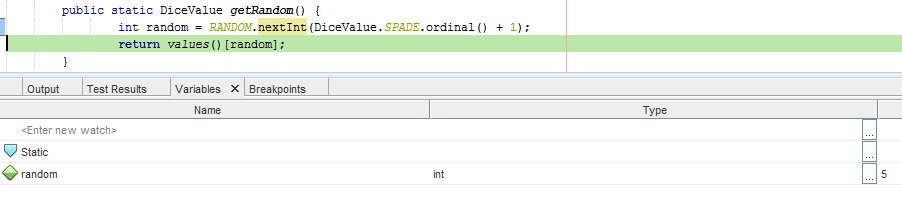 public static DiceValue getRandom() {
int random = RANDOM.nextInt(DiceValue.SPADE.ordinal() + 1);
return values()[random];
}
Output Test Results Variables Breakpoints
Name Type
<Enter new watch> ...
Static ...
random int ... 5